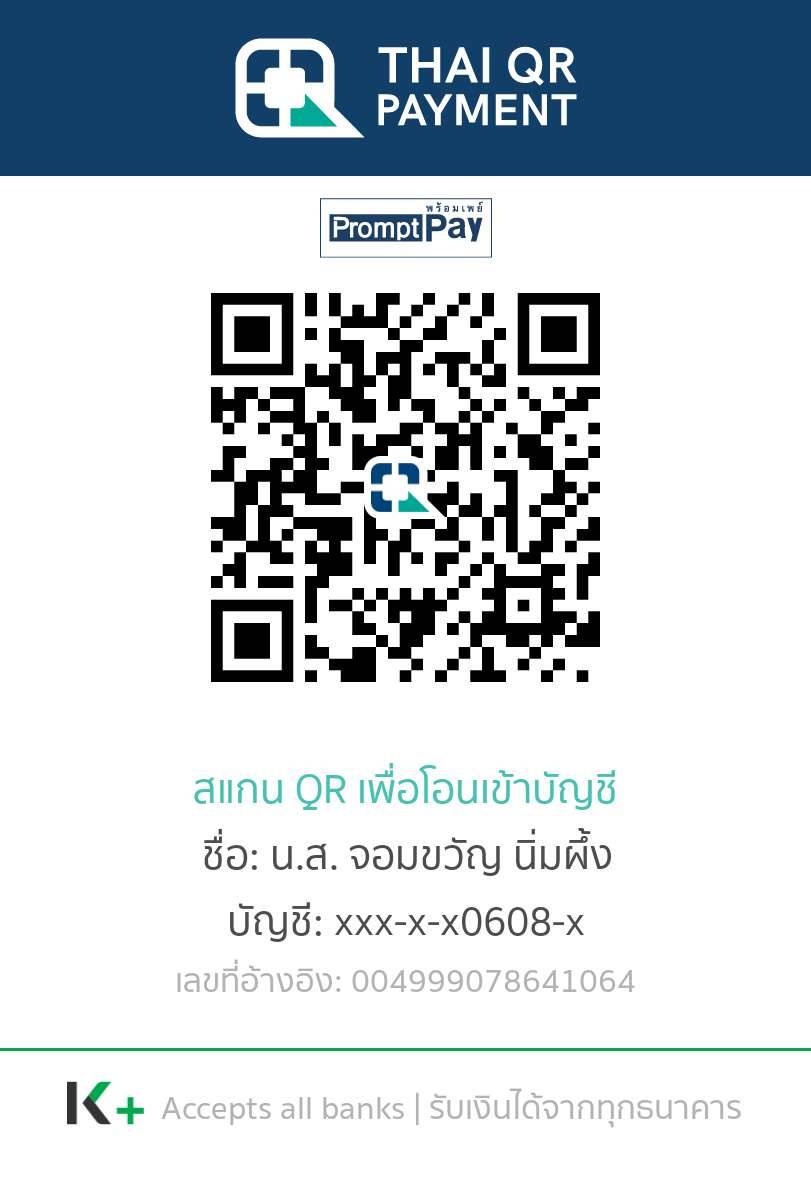 THAI QR
PAYMENT
พร้อมเพย์
PromptPay
สแกน QR เพื่อโอนเข้าบัญชี
ชื่อ: น.ส. จอมขวัญ นิ่มผึ้ง
บัญชี: xxx-x-x0608-x
เลขที่อ้างอิง: 004999078641064
K+ Accepts all banks | รับเงินได้จากทุกธนาคาร